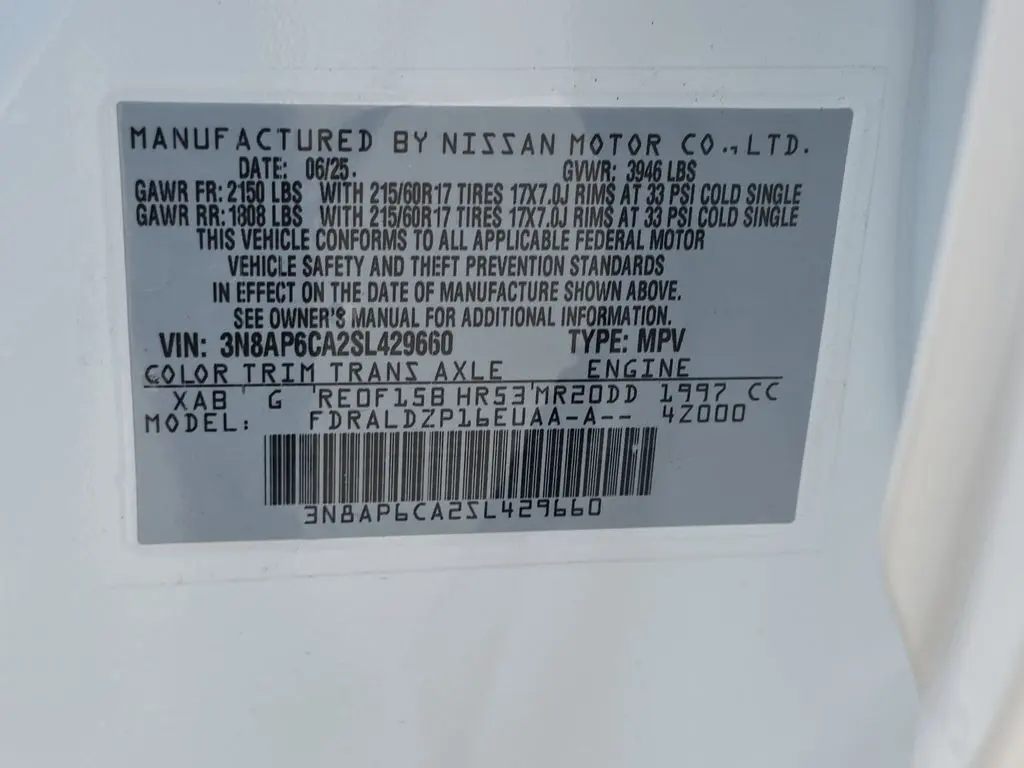 MANUFACTURED BY NISSAN MOTOR CO.,LTD.
DATE: 06/25. GVWR: 3946 LBS
GAWR FR: 2150 LBS WITH 215/60R17 TIRES 17X7.0J RIMS AT 33 PSI COLD SINGLE
GAWR RR: 1808 LBS WITH 215/60R17 TIRES 17X7.0J RIMS AT 33 PSI COLD SINGLE
THIS VEHICLE CONFORMS TO ALL APPLICABLE FEDERAL MOTOR
VEHICLE SAFETY AND THEFT PREVENTION STANDARDS
IN EFFECT ON THE DATE OF MANUFACTURE SHOWN ABOVE.
SEE OWNER'S MANUAL FOR ADDITIONAL INFORMATION.
VIN: 3N8AP6CA2SL429660 TYPE: MPV
COLOR TRIM TRANS AXLE ENGINE
XAB G RE0F15B HR53 MR20DD 1997 CC
MODEL: FDRALDZP16EUAA-A-- 4Z000
3N8AP6CA2SL429660